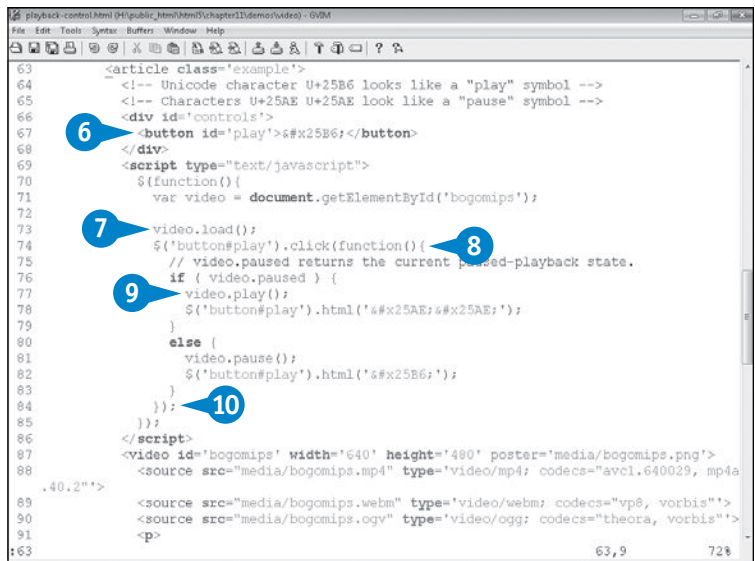 playback-control.html (H:\public_html\html5\chapter11\demos\video) - GVIM
File Edit Tools Syntax Buffers Window Help
63 <article class='example'>
64 <!-- Unicode character U+25B6 looks like a "play" symbol -->
65 <!-- Characters U+25AE U+25AE look like a "pause" symbol -->
66 <div id='controls'>
67 6 <button id='play'>&#x25B6;</button>
68 </div>
69 <script type="text/javascript">
70 $(function(){
71 var video = document.getElementById('bogomips');
72
73 7 video.load();
74 $('button#play').click(function(){ 8
75 // video.paused returns the current paused-playback state.
76 if ( video.paused ) {
77 9 video.play();
78 $('button#play').html('&#x25AE;&#x25AE;');
79 }
80 else {
81 video.pause();
82 $('button#play').html('&#x25B6;');
83 }
84 }); 10
85 });
86 </script>
87 <video id='bogomips' width='640' height='480' poster='media/bogomips.png'>
88 <source src="media/bogomips.mp4" type='video/mp4; codecs="avc1.640029, mp4a
.40.2"'>
89 <source src="media/bogomips.webm" type='video/webm; codecs="vp8, vorbis"'>
90 <source src="media/bogomips.ogv" type='video/ogg; codecs="theora, vorbis"'>
91 <p>
:63 63,9 72%